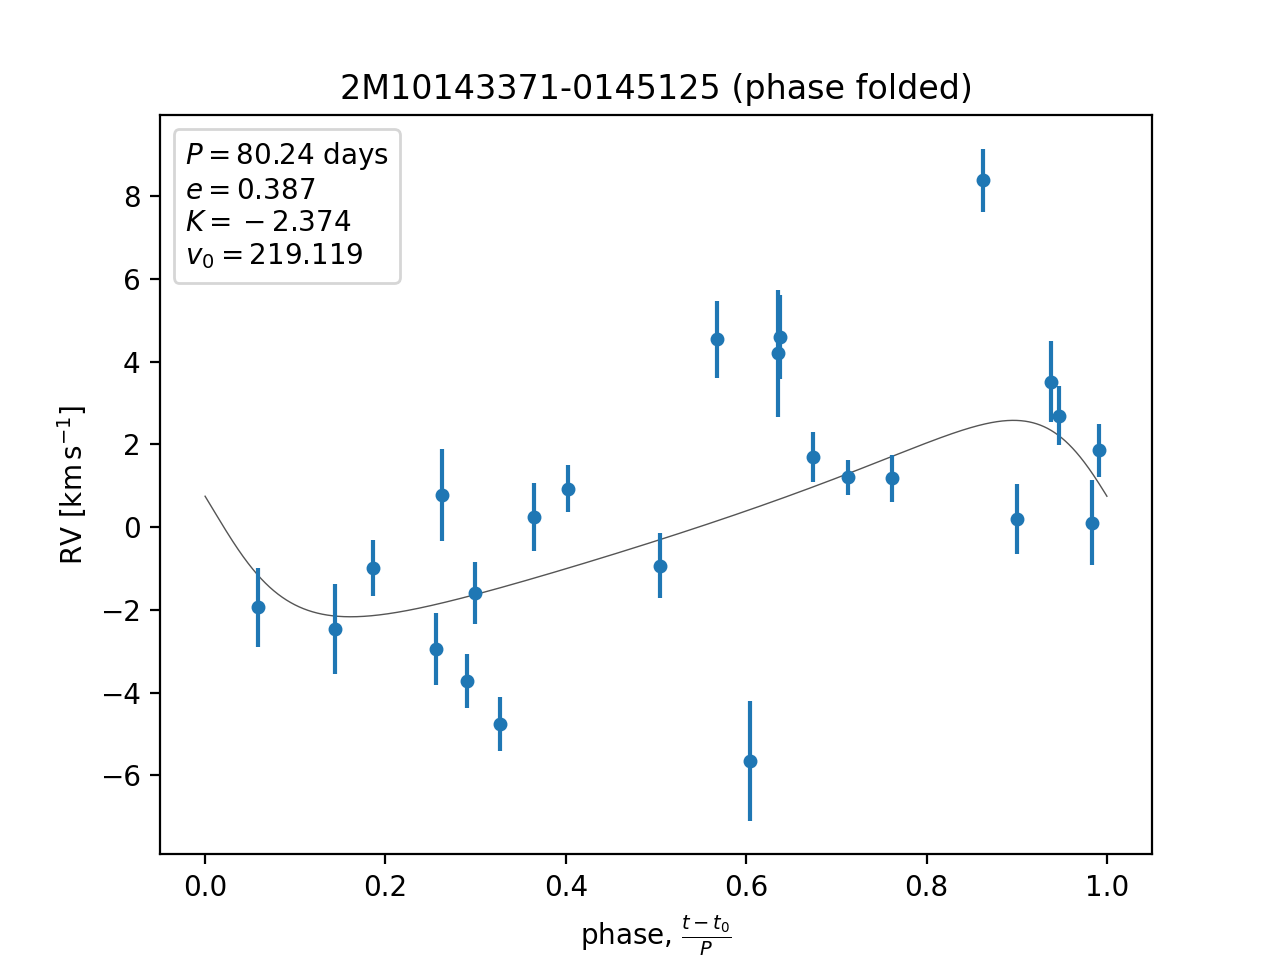 2M10143371-0145125 (phase folded)
P = 80.24 days
e = 0.387
K = −2.374
v₀ = 219.119
8
6
4
2
0
−2
−4
−6
RV [km s⁻¹]
0.0 0.2 0.4 0.6 0.8 1.0
phase, (t − t₀)/P